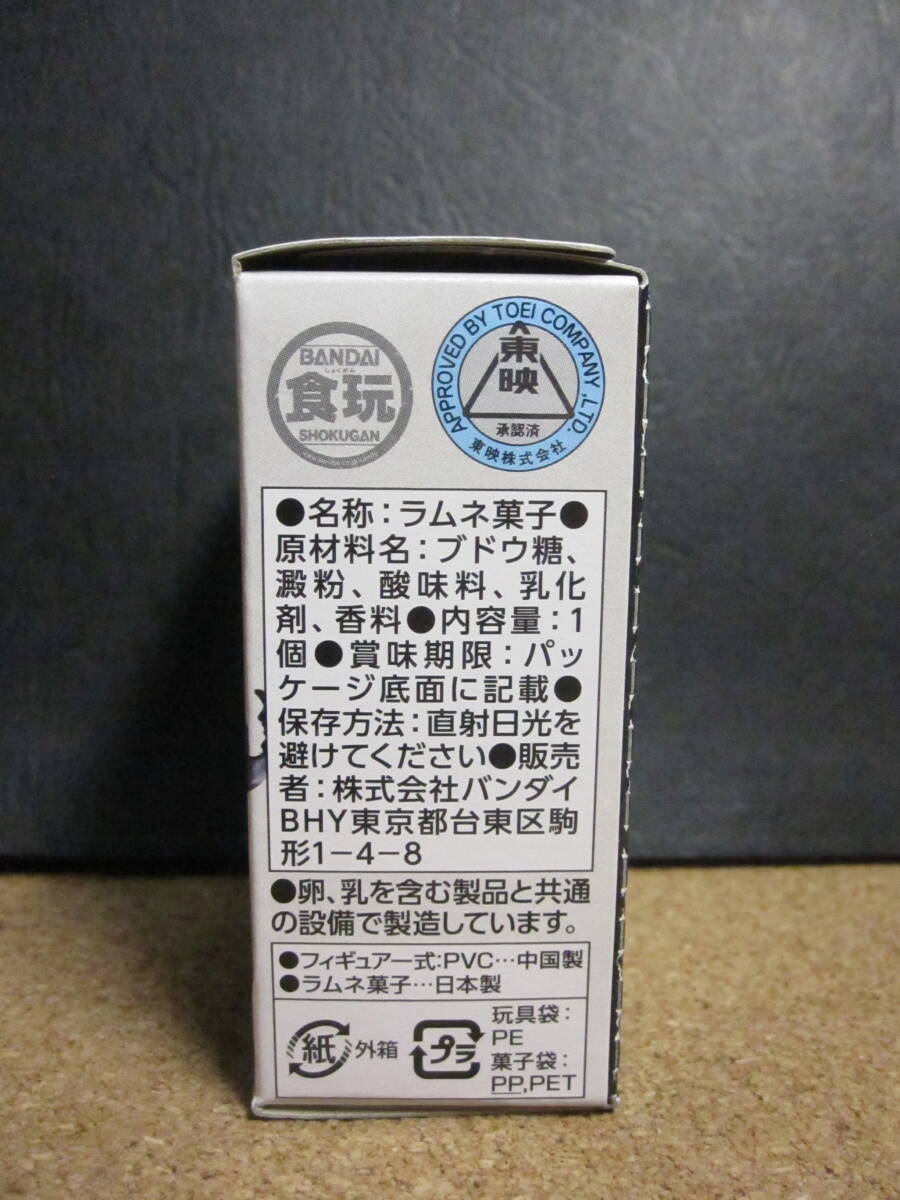 BANDAI
しょくがん
食玩
SHOKUGAN
APPROVED BY TOEI COMPANY, LTD.
東映
承認済
東映株式会社
●名称：ラムネ菓子●
原材料名：ブドウ糖、
澱粉、酸味料、乳化
剤、香料●内容量：1
個●賞味期限：パッ
ケージ底面に記載●
保存方法：直射日光を
避けてください●販売
者：株式会社バンダイ
BHY東京都台東区駒
形1－4－8
●卵、乳を含む製品と共通
の設備で製造しています。
●フィギュア一式：PVC…中国製
●ラムネ菓子…日本製
紙 外箱
プラ
玩具袋：
PE
菓子袋：
PP,PET